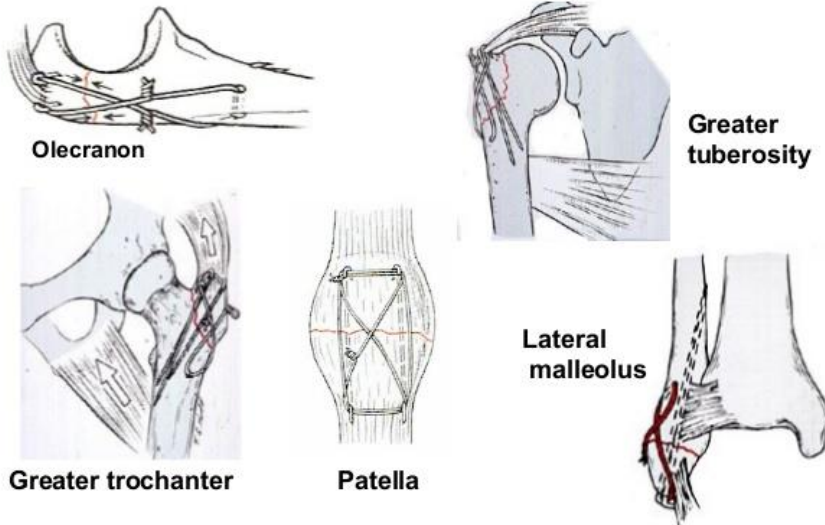 Olecranon
Greater
tuberosity
Greater trochanter
Patella
Lateral
malleolus